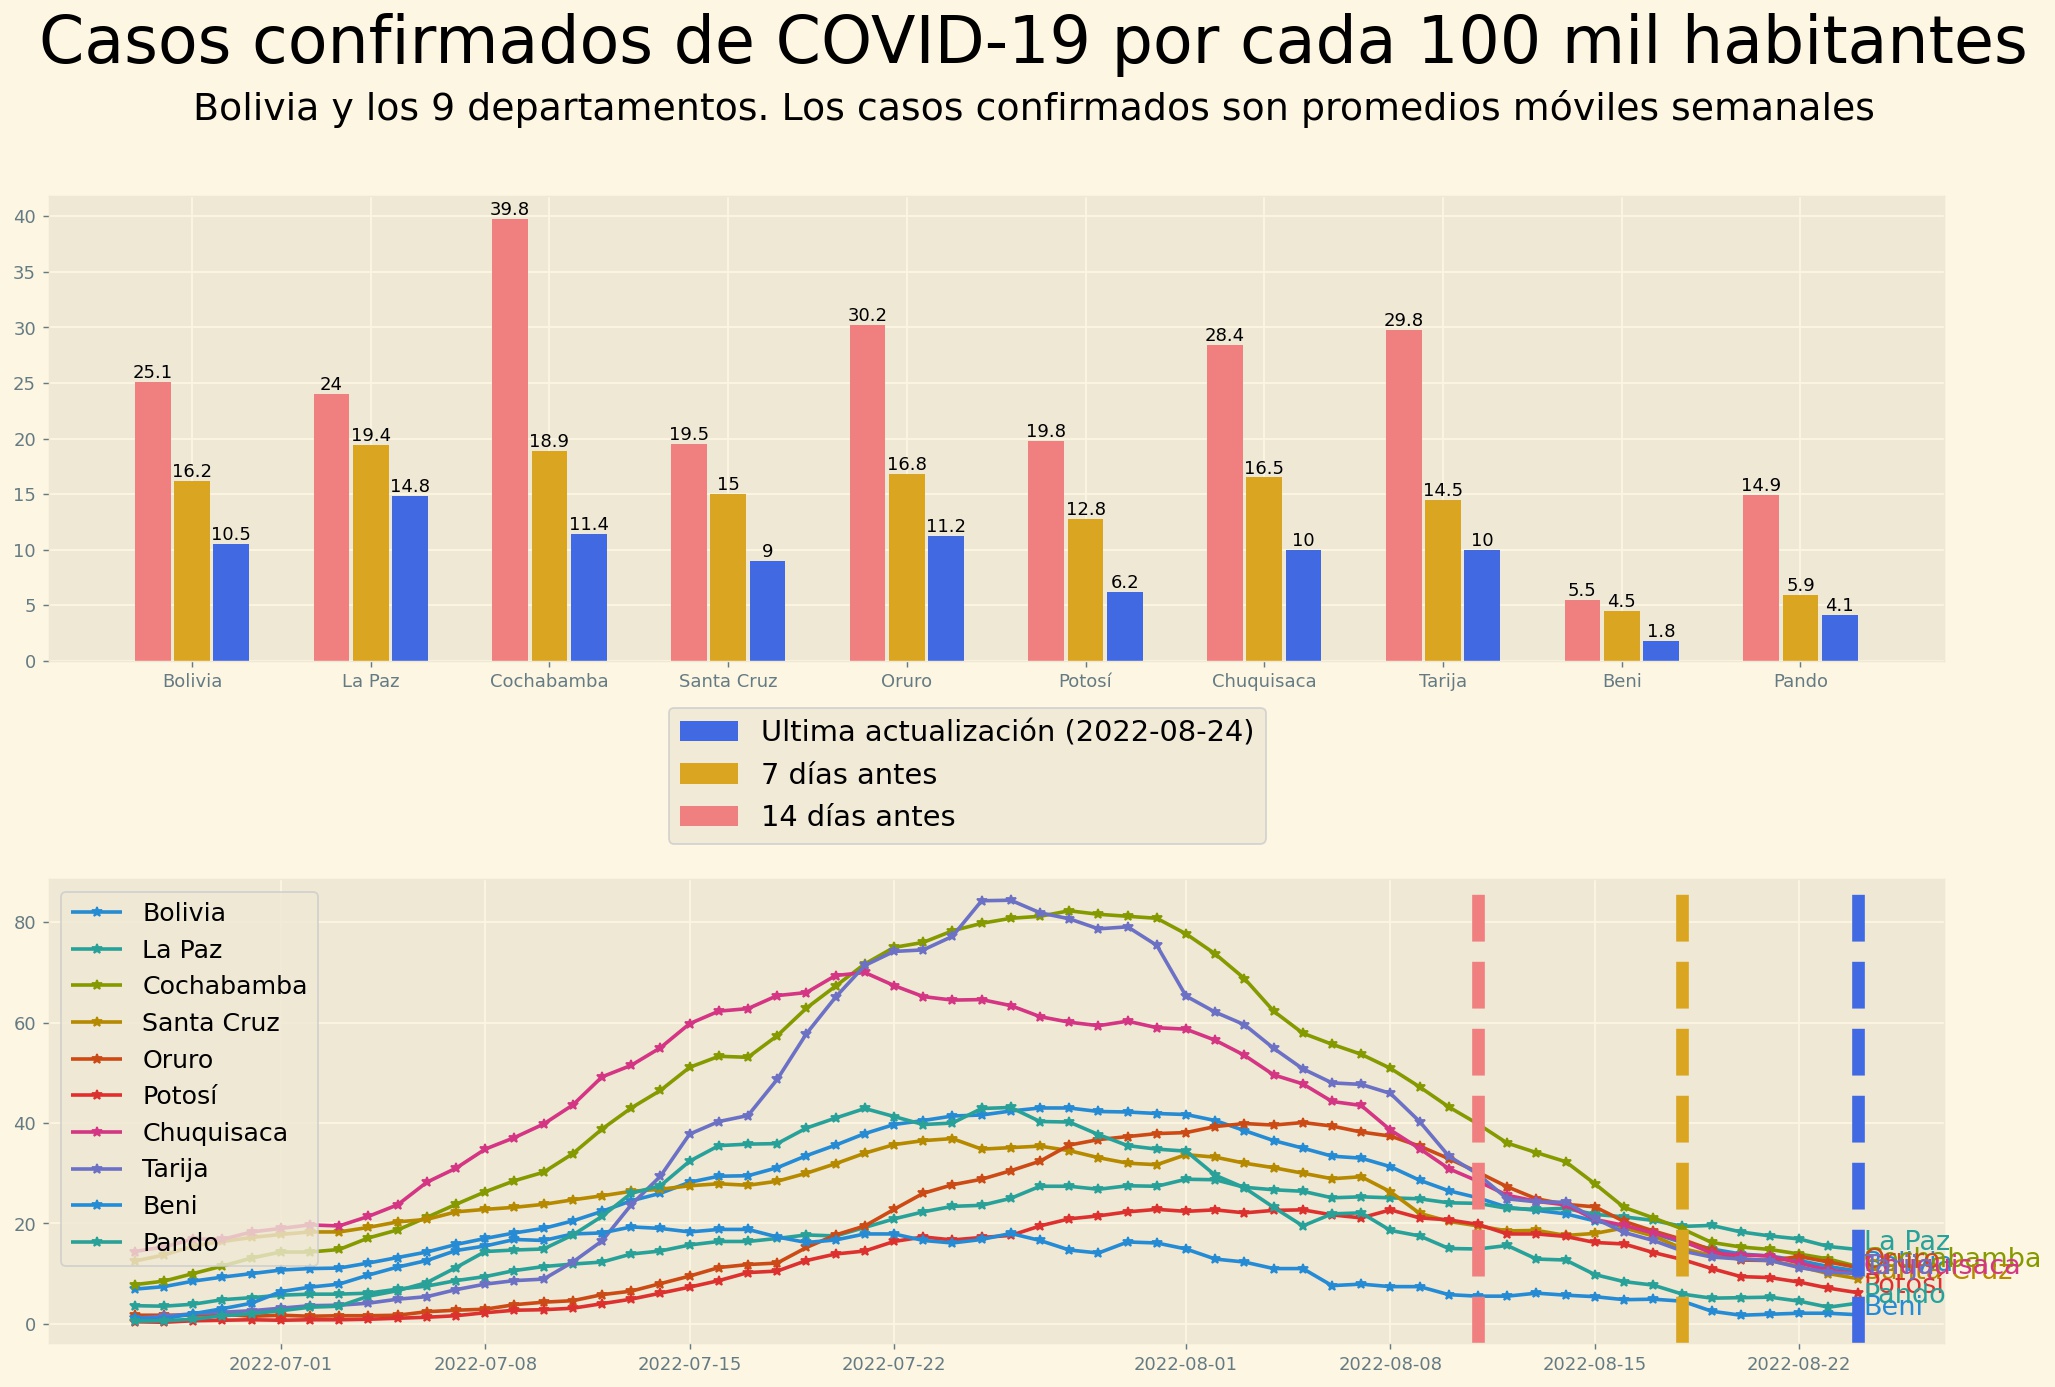 Casos confirmados de COVID-19 por cada 100 mil habitantes
Bolivia y los 9 departamentos. Los casos confirmados son promedios móviles semanales
40
35
30
25
20
15
10
5
0
25.1
16.2
10.5
24
19.4
14.8
39.8
18.9
11.4
19.5
15
9
30.2
16.8
11.2
19.8
12.8
6.2
28.4
16.5
10
29.8
14.5
10
5.5
4.5
1.8
14.9
5.9
4.1
Bolivia
La Paz
Cochabamba
Santa Cruz
Oruro
Potosí
Chuquisaca
Tarija
Beni
Pando
Ultima actualización (2022-08-24)
7 días antes
14 días antes
80
60
40
20
0
Bolivia
La Paz
Cochabamba
Santa Cruz
Oruro
Potosí
Chuquisaca
Tarija
Beni
Pando
La Paz
Cochabamba
Chuquisaca
Santa Cruz
Potosí
Pando
Beni
2022-07-01
2022-07-08
2022-07-15
2022-07-22
2022-08-01
2022-08-08
2022-08-15
2022-08-22